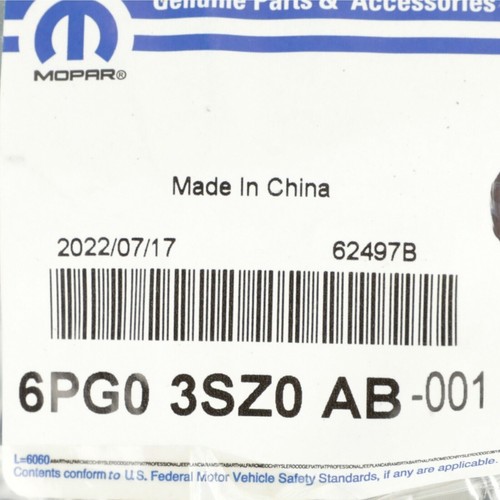 Genuine Parts & Accessories
MOPAR®
Made In China
2022/07/17 62497B
6PG0 3SZ0 AB-001
L=6060
Contents conform to U.S. Federal Motor Vehicle Safety Standards, if any are applicable.